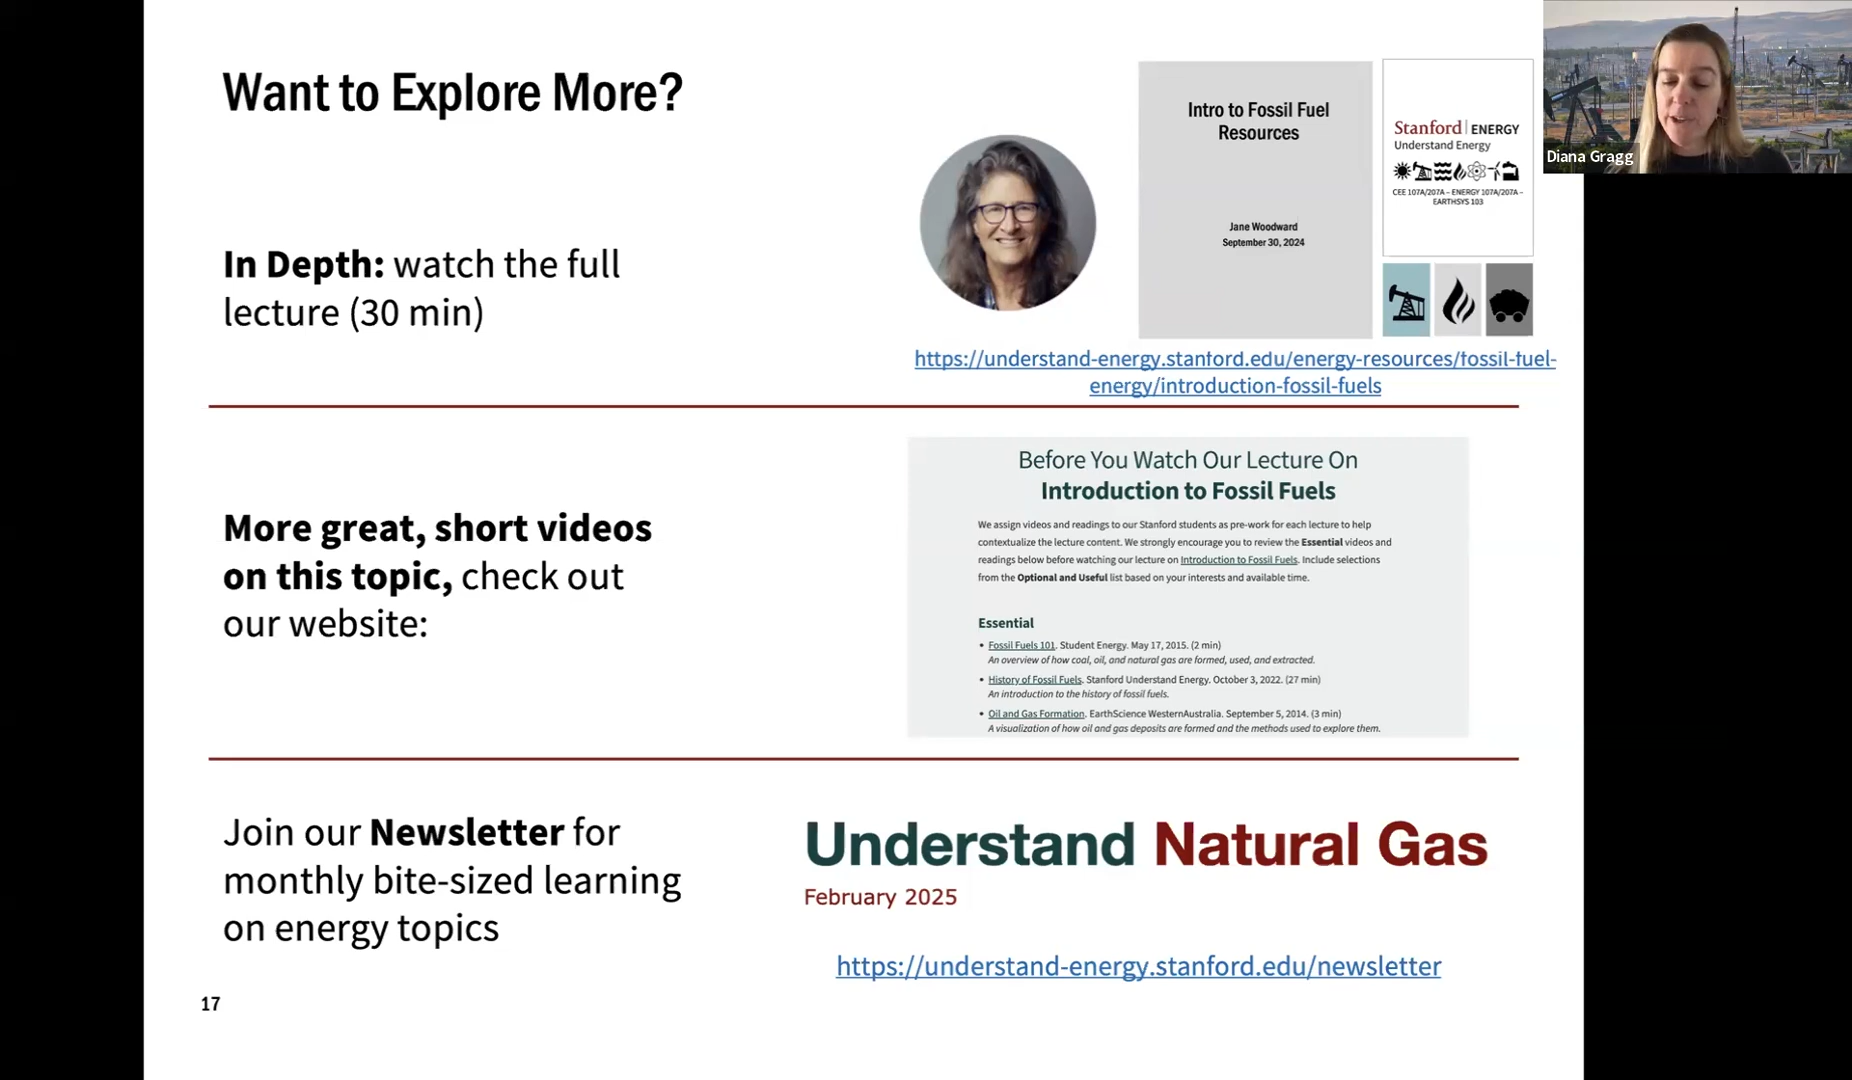 Want to Explore More?
In Depth: watch the full
lecture (30 min)
Intro to Fossil Fuel
Resources
Jane Woodward
September 30, 2024
Stanford | ENERGY
Understand Energy
CEE 107A/207A – ENERGY 107A/207A –
EARTHSYS 103
Diana Gragg
https://understand-energy.stanford.edu/energy-resources/fossil-fuel-
energy/introduction-fossil-fuels
More great, short videos
on this topic, check out
our website:
Before You Watch Our Lecture On
Introduction to Fossil Fuels
We assign videos and readings to our Stanford students as pre-work for each lecture to help
contextualize the lecture content. We strongly encourage you to review the Essential videos and
readings below before watching our lecture on Introduction to Fossil Fuels. Include selections
from the Optional and Useful list based on your interests and available time.
Essential
• Fossil Fuels 101. Student Energy. May 17, 2015. (2 min)
An overview of how coal, oil, and natural gas are formed, used, and extracted.
• History of Fossil Fuels. Stanford Understand Energy. October 3, 2022. (27 min)
An introduction to the history of fossil fuels.
• Oil and Gas Formation. EarthScience WesternAustralia. September 5, 2014. (3 min)
A visualization of how oil and gas deposits are formed and the methods used to explore them.
Join our Newsletter for
monthly bite-sized learning
on energy topics
Understand Natural Gas
February 2025
https://understand-energy.stanford.edu/newsletter
17